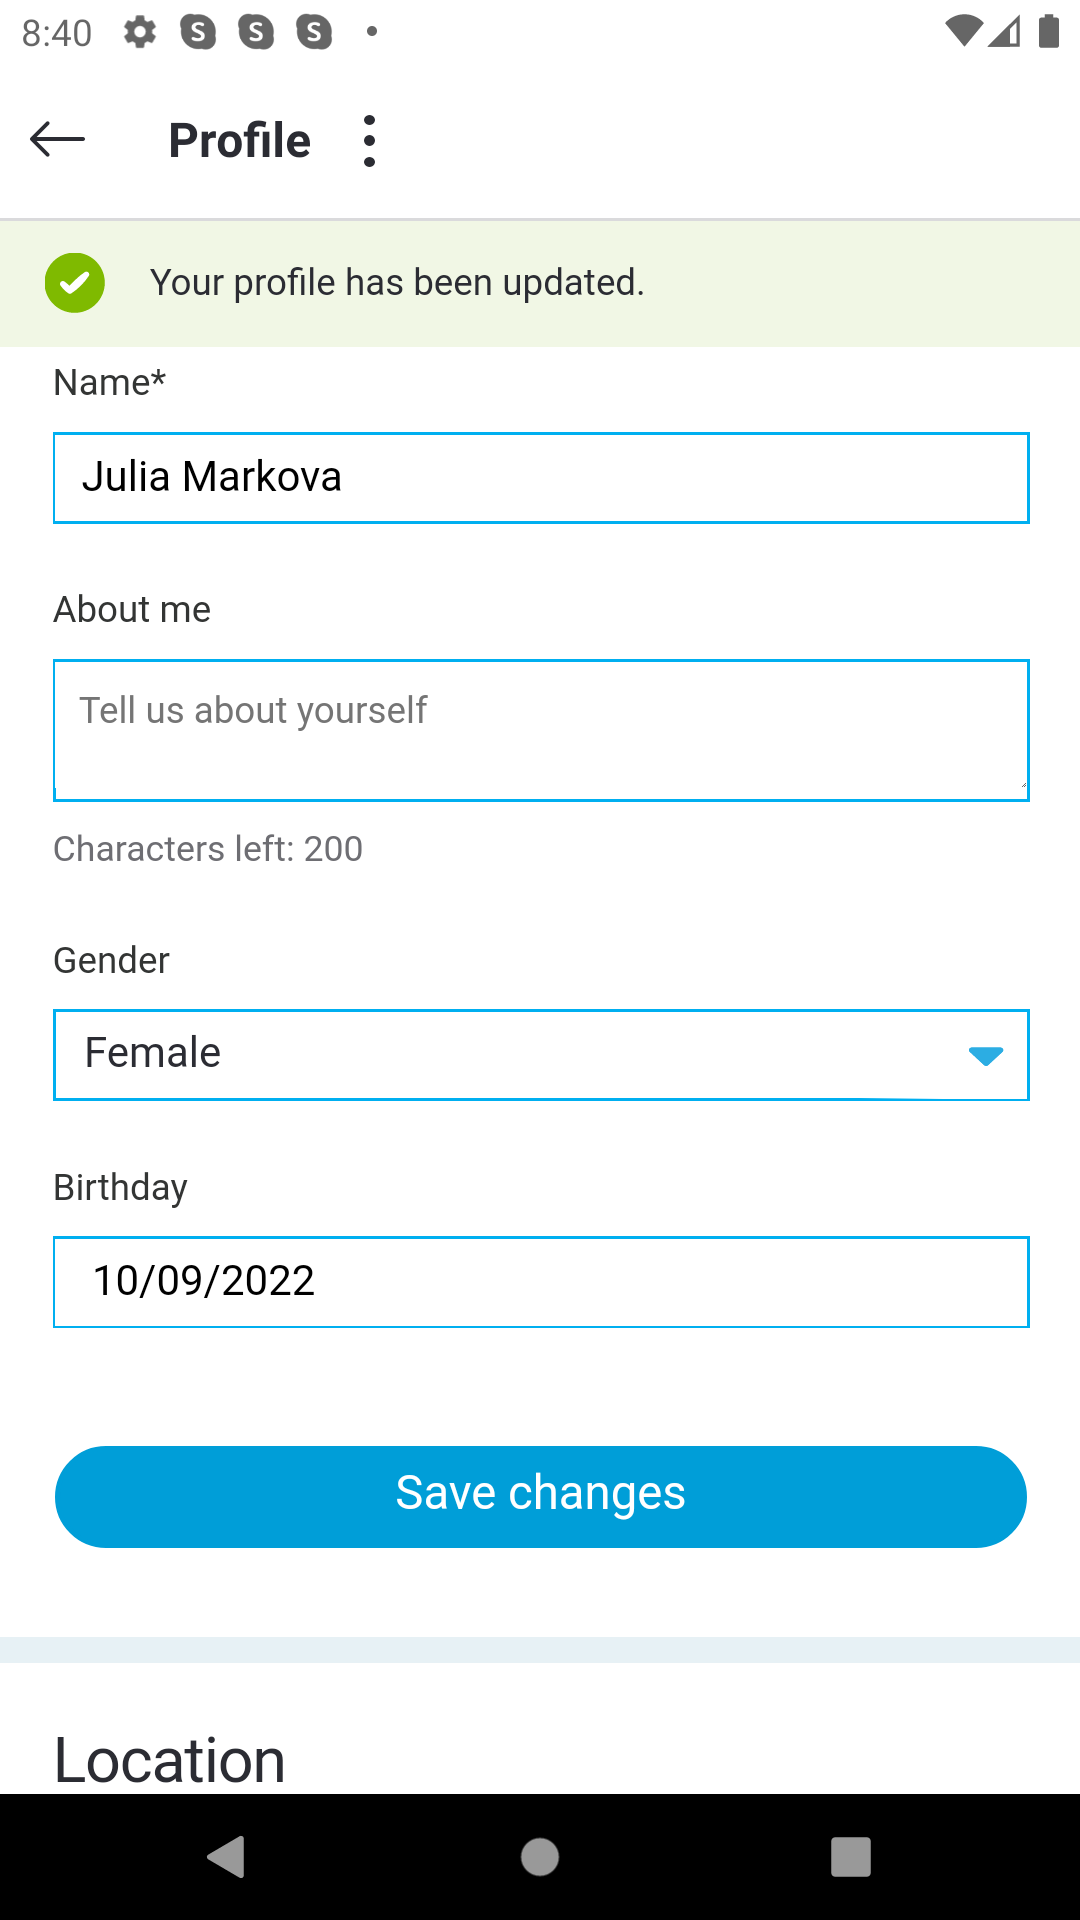 8:40
Profile
Your profile has been updated.
Name*
Julia Markova
About me
Tell us about yourself
Characters left: 200
Gender
Female
Birthday
10/09/2022
Save changes
Location